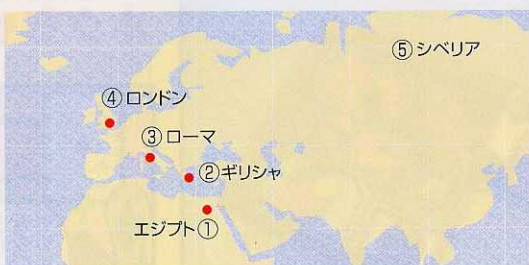 ⑤ シベリア
④ ロンドン
③ ローマ
②ギリシャ
エジプト①